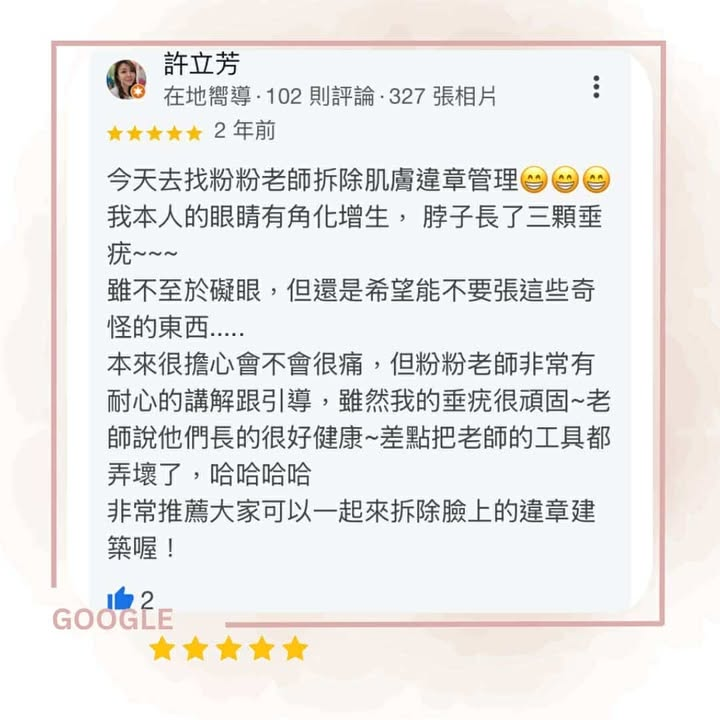 許立芳
在地嚮導·102 則評論·327 張相片
2 年前
今天去找粉粉老師拆除肌膚違章管理😁😁😁
我本人的眼睛有角化增生， 脖子長了三顆垂
疣~~~
雖不至於礙眼，但還是希望能不要張這些奇
怪的東西.....
本來很擔心會不會很痛，但粉粉老師非常有
耐心的講解跟引導，雖然我的垂疣很頑固~老
師說他們長的很好健康~差點把老師的工具都
弄壞了，哈哈哈哈
非常推薦大家可以一起來拆除臉上的違章建
築喔！
2
GOOGLE